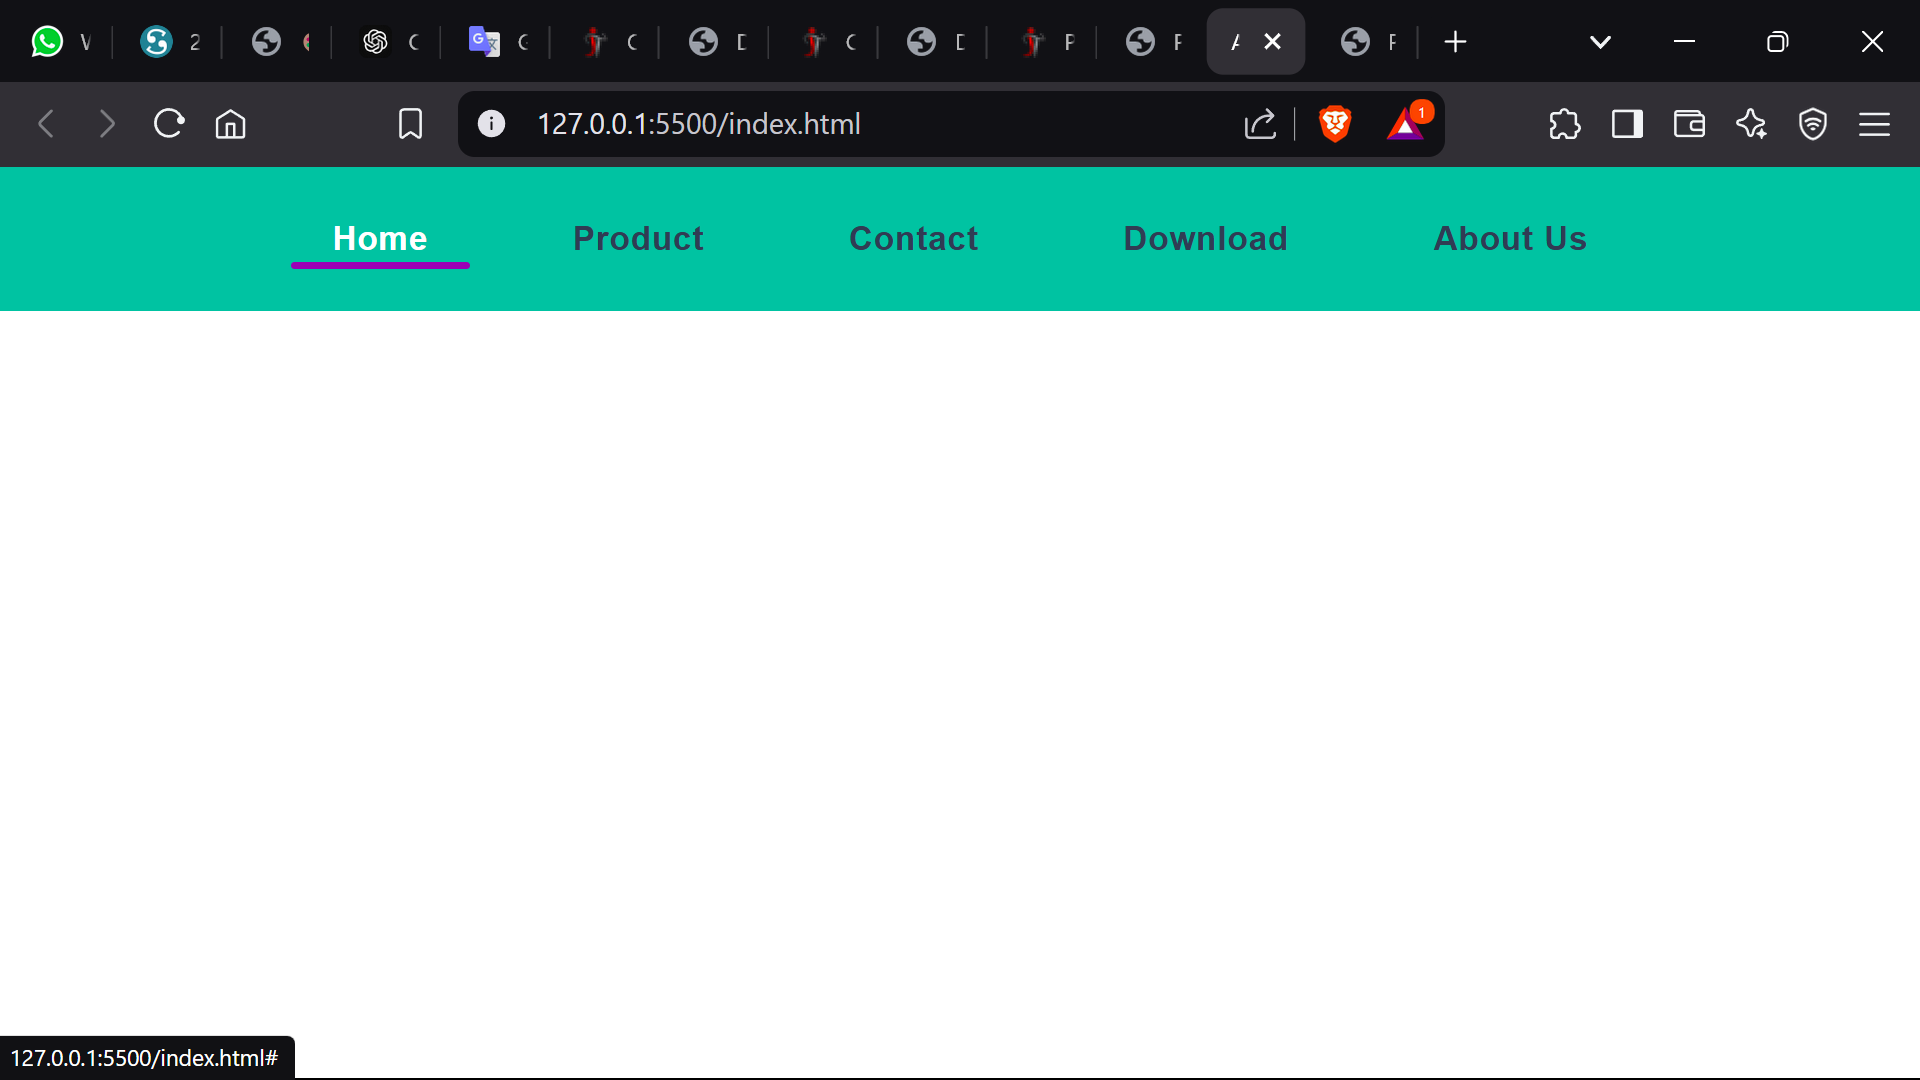 2
1
127.0.0.1:5500/index.html
Home Product Contact Download About Us
127.0.0.1:5500/index.html#